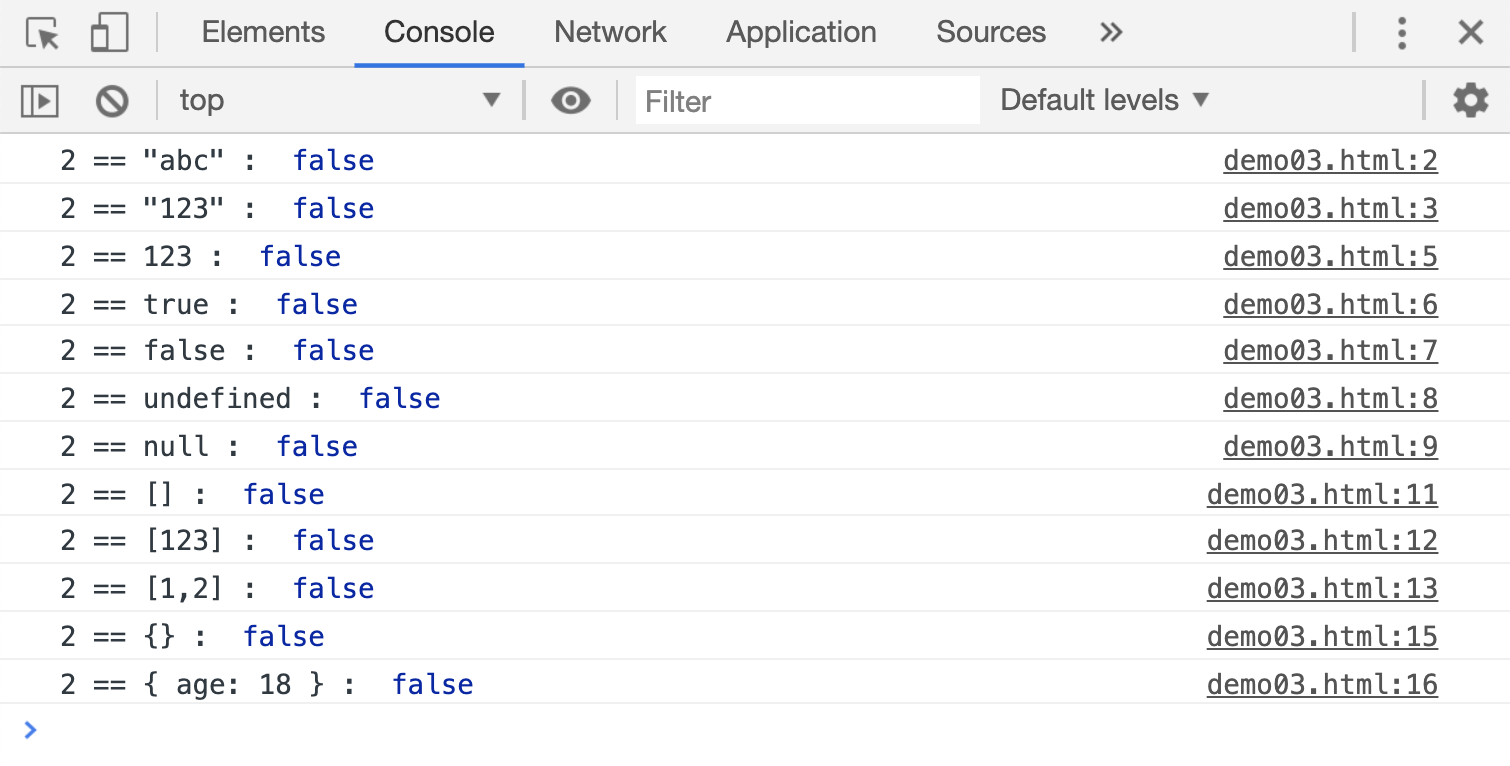 Elements Console Network Application Sources »
top ▼ Filter Default levels ▼
2 == "abc" :  false demo03.html:2
2 == "123" :  false demo03.html:3
2 == 123 :  false demo03.html:5
2 == true :  false demo03.html:6
2 == false :  false demo03.html:7
2 == undefined :  false demo03.html:8
2 == null :  false demo03.html:9
2 == [] :  false demo03.html:11
2 == [123] :  false demo03.html:12
2 == [1,2] :  false demo03.html:13
2 == {} :  false demo03.html:15
2 == { age: 18 } :  false demo03.html:16